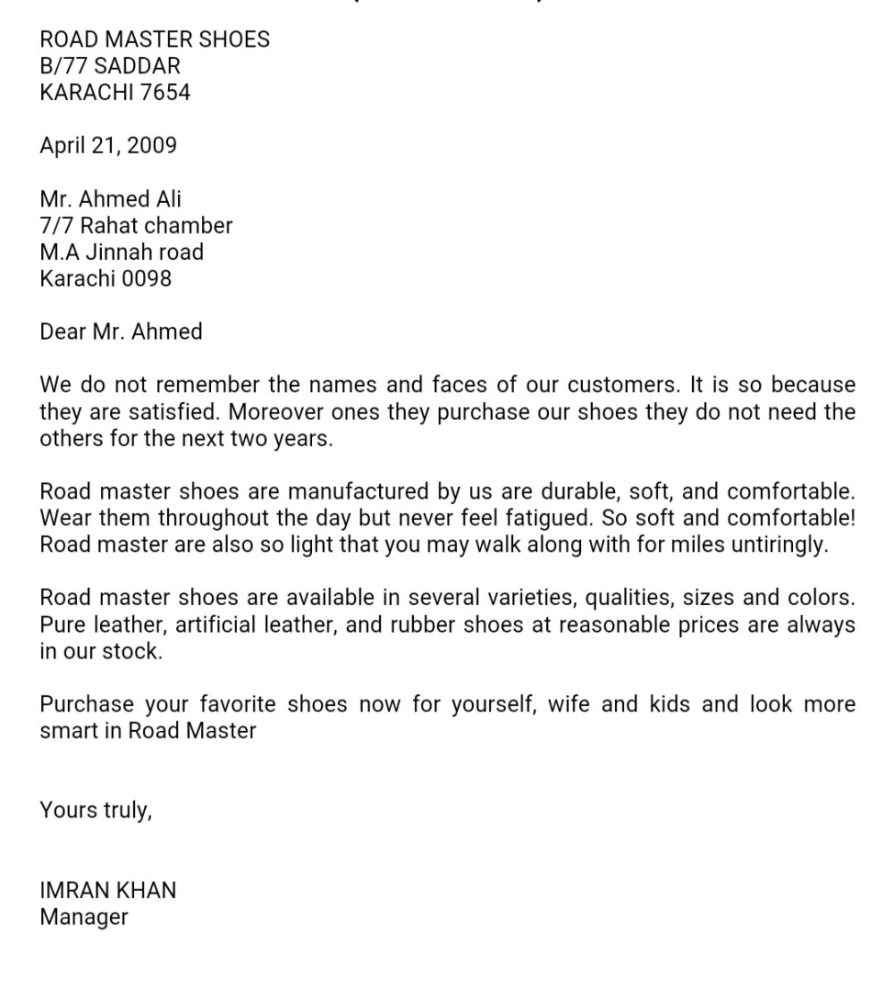 ROAD MASTER SHOES
B/77 SADDAR
KARACHI 7654
April 21, 2009
Mr. Ahmed Ali
7/7 Rahat chamber
M.A Jinnah road
Karachi 0098
Dear Mr. Ahmed
We do not remember the names and faces of our customers. It is so because
they are satisfied. Moreover ones they purchase our shoes they do not need the
others for the next two years.
Road master shoes are manufactured by us are durable, soft, and comfortable.
Wear them throughout the day but never feel fatigued. So soft and comfortable!
Road master are also so light that you may walk along with for miles untiringly.
Road master shoes are available in several varieties, qualities, sizes and colors.
Pure leather, artificial leather, and rubber shoes at reasonable prices are always
in our stock.
Purchase your favorite shoes now for yourself, wife and kids and look more
smart in Road Master
Yours truly,
IMRAN KHAN
Manager